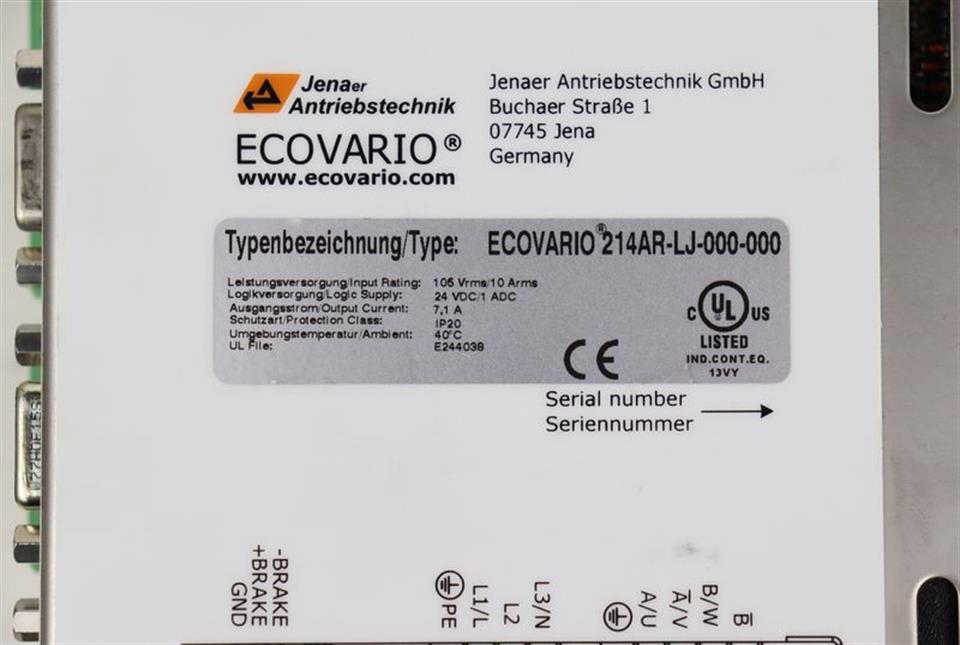 Jenaer
Antriebstechnik
ECOVARIO®
www.ecovario.com
Jenaer Antriebstechnik GmbH
Buchaer Straße 1
07745 Jena
Germany
Typenbezeichnung/Type: ECOVARIO®214AR-LJ-000-000
Leistungsversorgung/Input Rating: 105 Vrms/10 Arms
Logikversorgung/Logic Supply: 24 VDC/1 ADC
Ausgangsstrom/Output Current: 7,1 A
Schutzart/Protection Class: IP20
Umgebungstemperatur/Ambient: 40°C
UL File: E244038
CE
C UL US
LISTED
IND.CONT.EQ.
13VY
Serial number
Seriennummer
-BRAKE
+BRAKE
GND
PE
L1/L
L2
L3/N
A/U
A̅/V
B/W
B̅